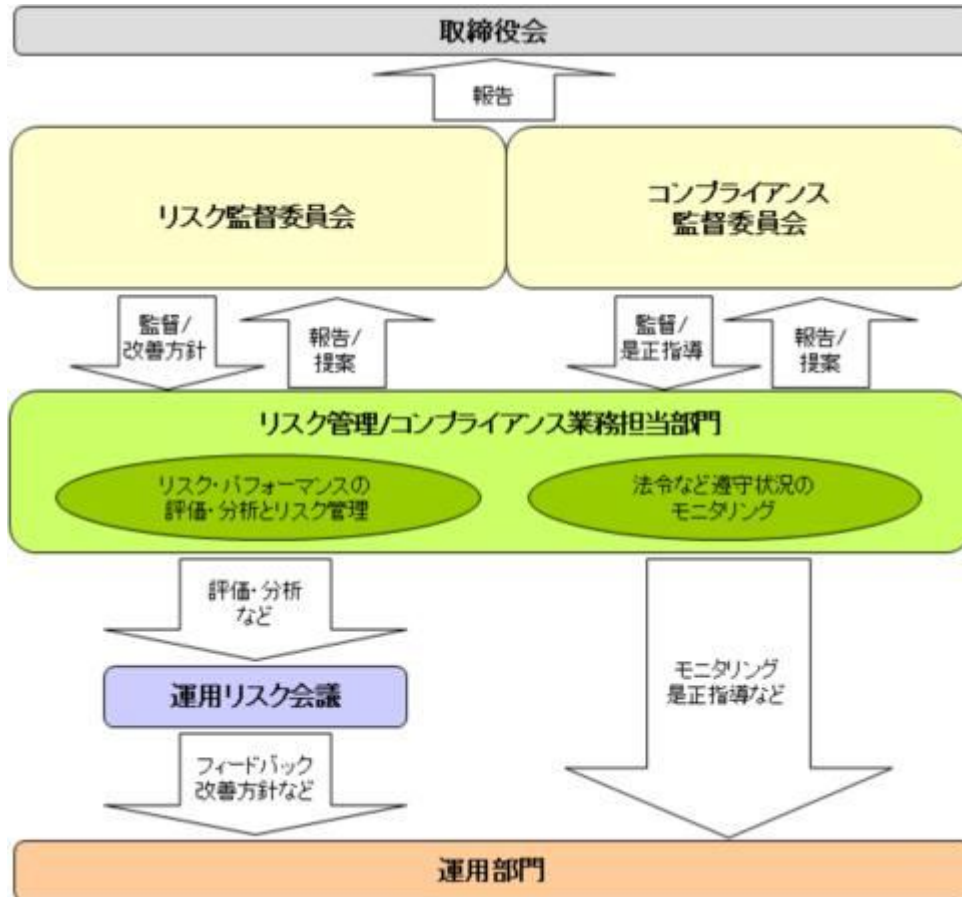 取締役会
報告
リスク監督委員会
コンプライアンス
監督委員会
監督/
改善方針
報告/
提案
監督/
是正指導
報告/
提案
リスク管理/コンプライアンス業務担当部門
リスク・パフォーマンスの
評価・分析とリスク管理
法令など遵守状況の
モニタリング
評価・分析
など
運用リスク会議
モニタリング
是正指導など
フィードバック
改善方針など
運用部門